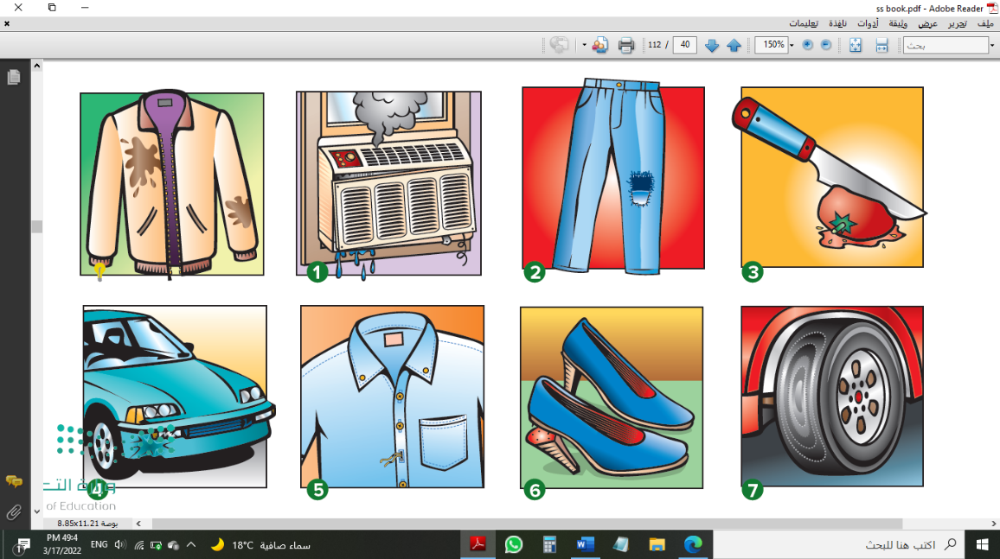 ss book.pdf - Adobe Reader
ملف تحرير عرض وثيقة أدوات نافذة تعليمات
112 / 40
150%
بحث
1
2
3
4
5
6
7
وزارة التـ
of Education
8.85x11.21 بوصة
PM 49:4
3/17/2022
ENG
18°C سماء صافية
اكتب هنا للبحث
1